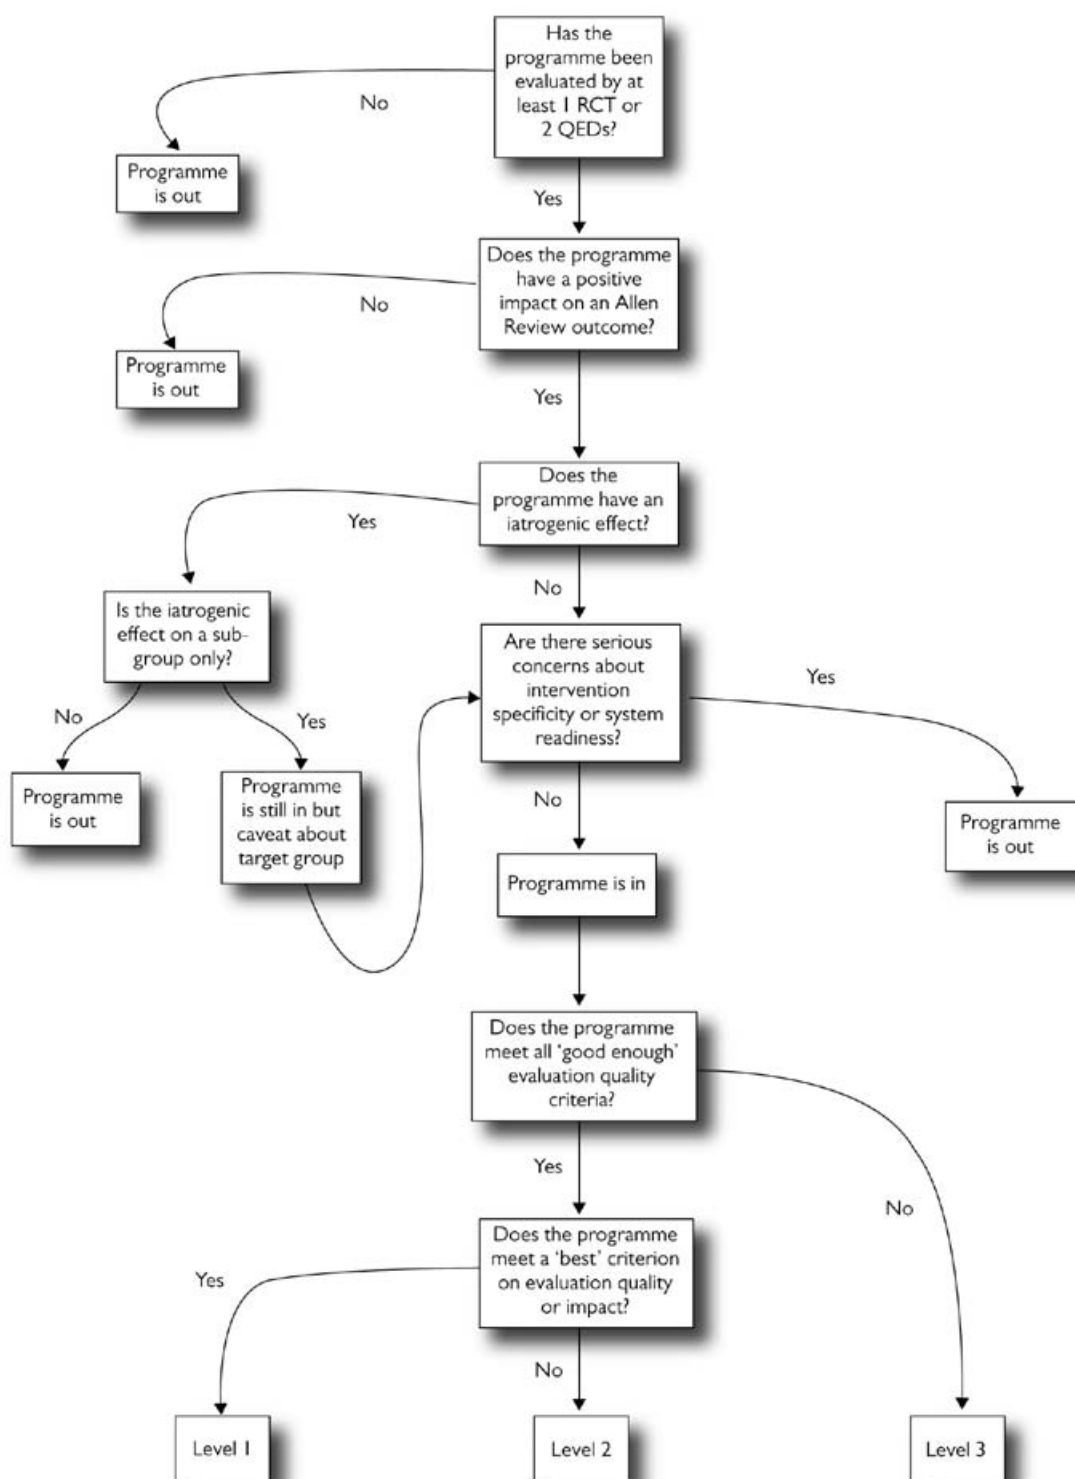 Has the
programme been
evaluated by at
least 1 RCT or
2 QEDs?
No
Programme
is out
Yes
Does the programme
have a positive
impact on an Allen
Review outcome?
No
Programme
is out
Yes
Does the
programme have an
iatrogenic effect?
Yes
No
Is the iatrogenic
effect on a sub-
group only?
Are there serious
concerns about
intervention
specificity or system
readiness?
Yes
No
Yes
Programme
is out
Programme
is still in but
caveat about
target group
No
Programme
is out
Programme is in
Does the programme
meet all ‘good enough’
evaluation quality
criteria?
Yes
No
Does the programme
meet a ‘best’ criterion
on evaluation quality
or impact?
Yes
No
Level 1
Level 2
Level 3